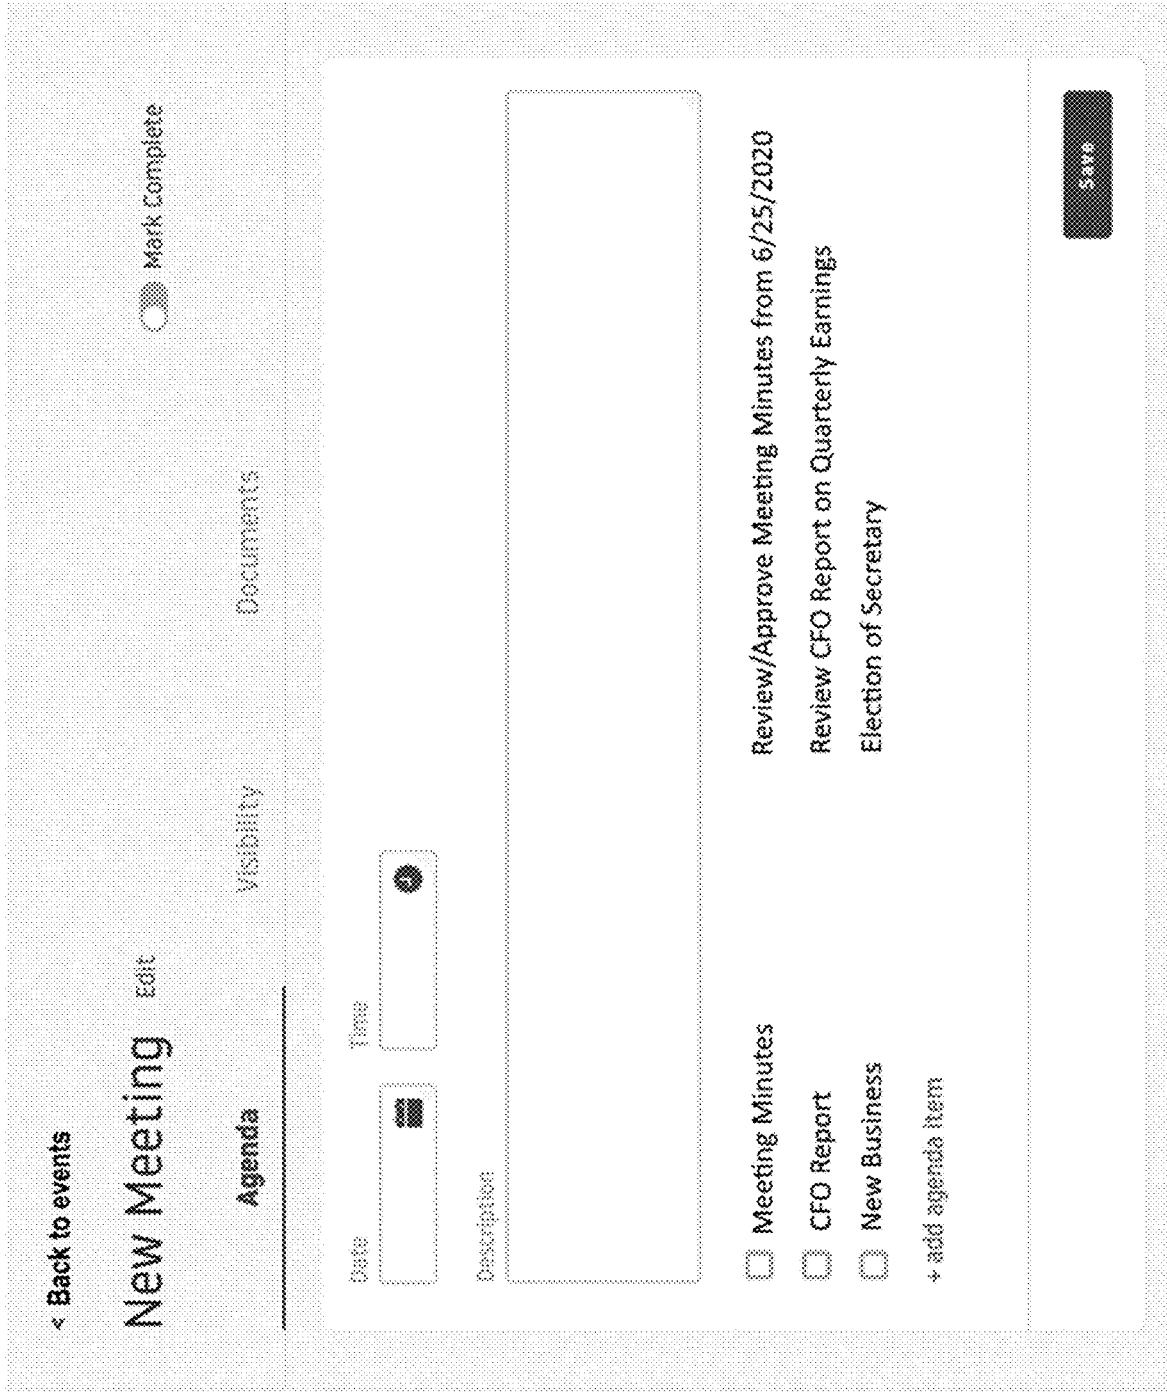 < Back to events
New Meeting Edit Mark Complete
Agenda Visibility Documents
Date Time
Description
Meeting Minutes Review/Approve Meeting Minutes from 6/25/2020
CFO Report Review CFO Report on Quarterly Earnings
New Business Election of Secretary
+ add agenda item
Save